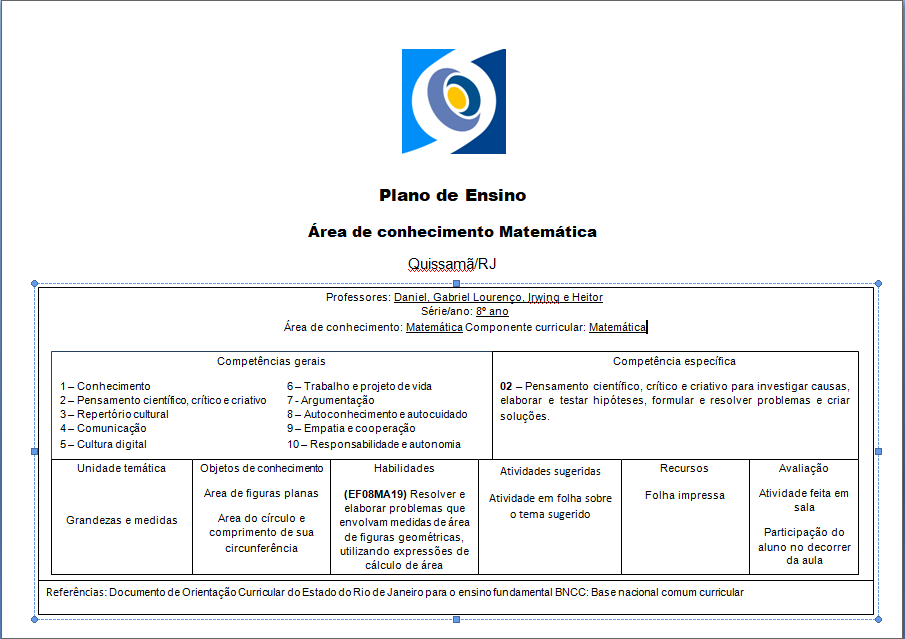 Plano de Ensino
Área de conhecimento Matemática
Quissamã/RJ
Professores: Daniel, Gabriel Lourenço, Irwing e Heitor
Série/ano: 8º ano
Área de conhecimento: Matemática Componente curricular: Matemática
Competências gerais
1 – Conhecimento
2 – Pensamento científico, crítico e criativo
3 – Repertório cultural
4 – Comunicação
5 – Cultura digital
6 – Trabalho e projeto de vida
7 - Argumentação
8 – Autoconhecimento e autocuidado
9 – Empatia e cooperação
10 – Responsabilidade e autonomia
Competência específica
02 – Pensamento científico, crítico e criativo para investigar causas,
elaborar e testar hipóteses, formular e resolver problemas e criar
soluções.
Unidade temática
Grandezas e medidas
Objetos de conhecimento
Area de figuras planas
Area do círculo e
comprimento de sua
circunferência
Habilidades
(EF08MA19) Resolver e
elaborar problemas que
envolvam medidas de área
de figuras geométricas,
utilizando expressões de
cálculo de área
Atividades sugeridas
Atividade em folha sobre
o tema sugerido
Recursos
Folha impressa
Avaliação
Atividade feita em
sala
Participação do
aluno no decorrer
da aula
Referências: Documento de Orientação Curricular do Estado do Rio de Janeiro para o ensino fundamental BNCC: Base nacional comum curricular